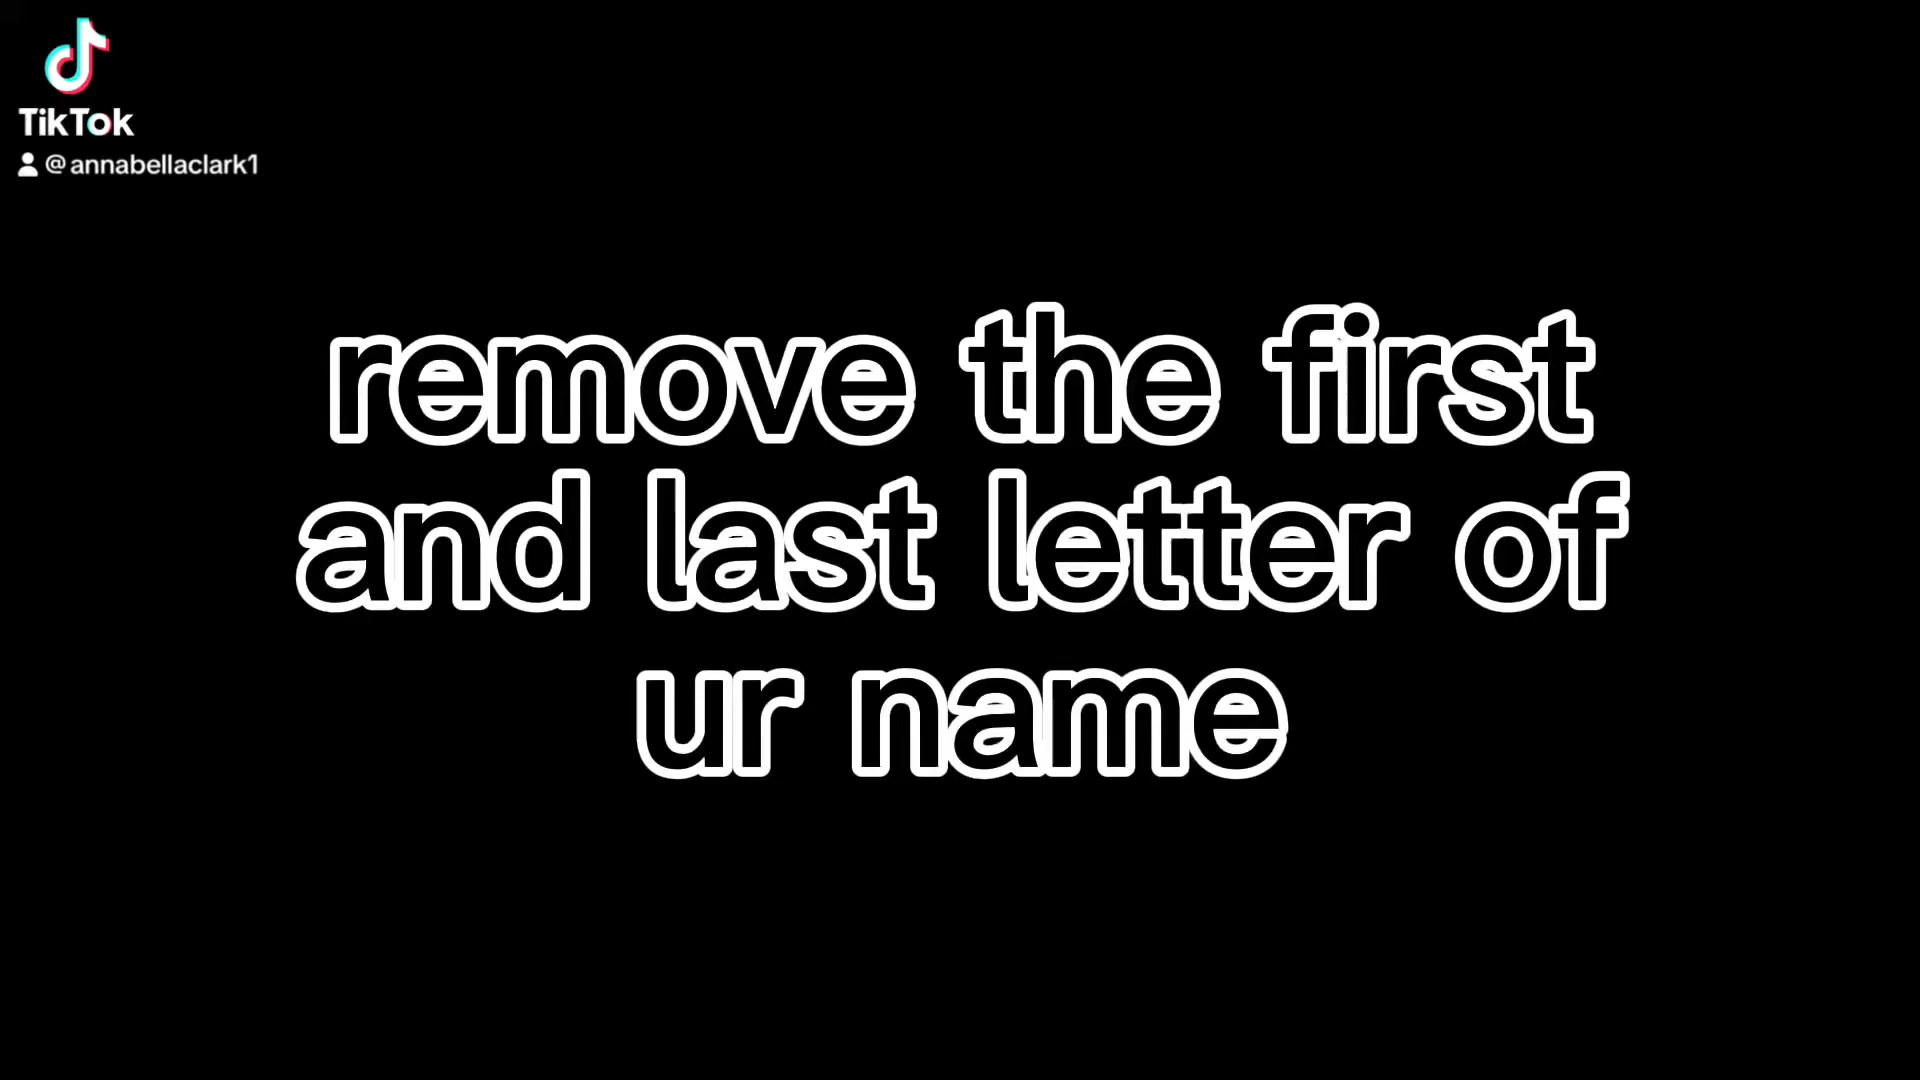 TikTok
@annabellaclark1
remove the first
and last letter of
ur name